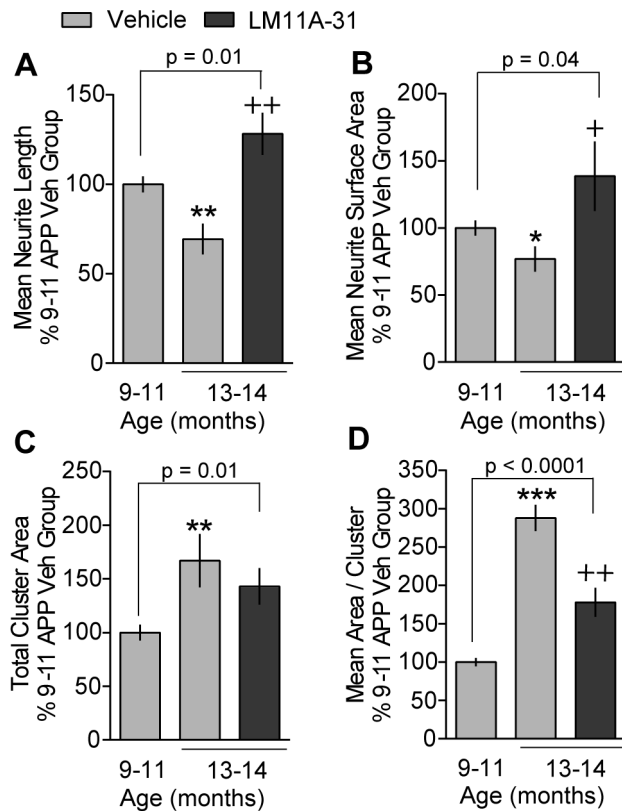 Vehicle LM11A-31
A
p = 0.01
Mean Neurite Length
% 9-11 APP Veh Group
150
100
50
0
**
++
9-11 13-14
Age (months)
B
p = 0.04
Mean Neurite Surface Area
% 9-11 APP Veh Group
200
150
100
50
0
*
+
9-11 13-14
Age (months)
C
p = 0.01
Total Cluster Area
% 9-11 APP Veh Group
250
200
150
100
50
0
**
9-11 13-14
Age (months)
D
p < 0.0001
Mean Area / Cluster
% 9-11 APP Veh Group
350
300
250
200
150
100
50
0
***
++
9-11 13-14
Age (months)